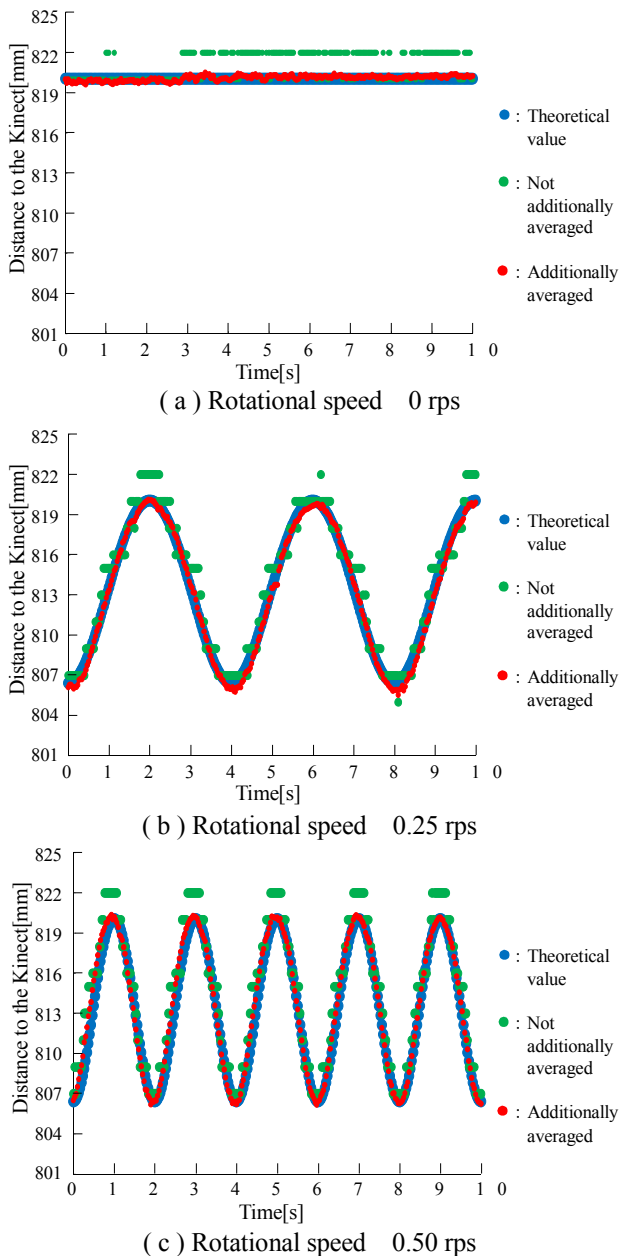 825
822
819
816
813
810
807
804
801
Distance to the Kinect[mm]
0 1 2 3 4 5 6 7 8 9 1 0
Time[s]
: Theoretical
value
: Not
additionally
averaged
: Additionally
averaged
( a ) Rotational speed 0 rps
825
822
819
816
813
810
807
804
801
Distance to the Kinect[mm]
0 1 2 3 4 5 6 7 8 9 1 0
Time[s]
: Theoretical
value
: Not
additionally
averaged
: Additionally
averaged
( b ) Rotational speed 0.25 rps
825
822
819
816
813
810
807
804
801
Distance to the Kinect[mm]
0 1 2 3 4 5 6 7 8 9 1 0
Time[s]
: Theoretical
value
: Not
additionally
averaged
: Additionally
averaged
( c ) Rotational speed 0.50 rps